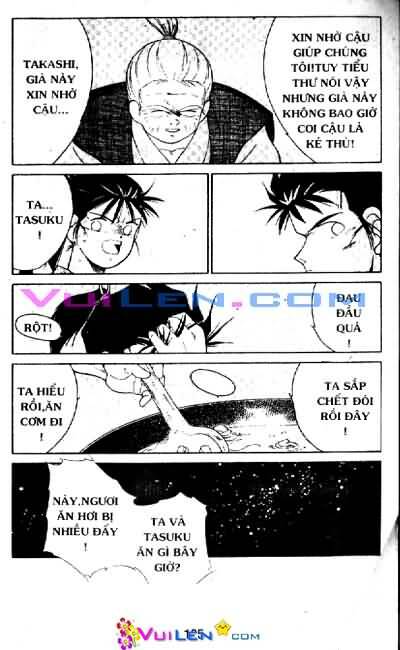 XIN NHỜ CẬU
GIÚP CHÚNG
TÔI!TUY TIỂU
THƯ NÓI VẬY
NHƯNG GIÀ NÀY
KHÔNG BAO GIỜ
COI CẬU LÀ
KẺ THÙ!
TAKASHI,
GIÀ NÀY
XIN NHỜ
CẬU...
TA...
TASUKU
!
ĐAU
ĐẦU
QUÁ
!
RỘT!
VUILEN.COM
TA SẮP
CHẾT ĐÓI
RỒI ĐÂY
!
TA HIỂU
RỒI,ĂN
CƠM ĐI
!
TA VÀ
TASUKU
ĂN GÌ BÂY
GIỜ?
NÀY,NGƯƠI
ĂN HƠI BỊ
NHIỀU ĐẤY
!
125
VUILEN.COM